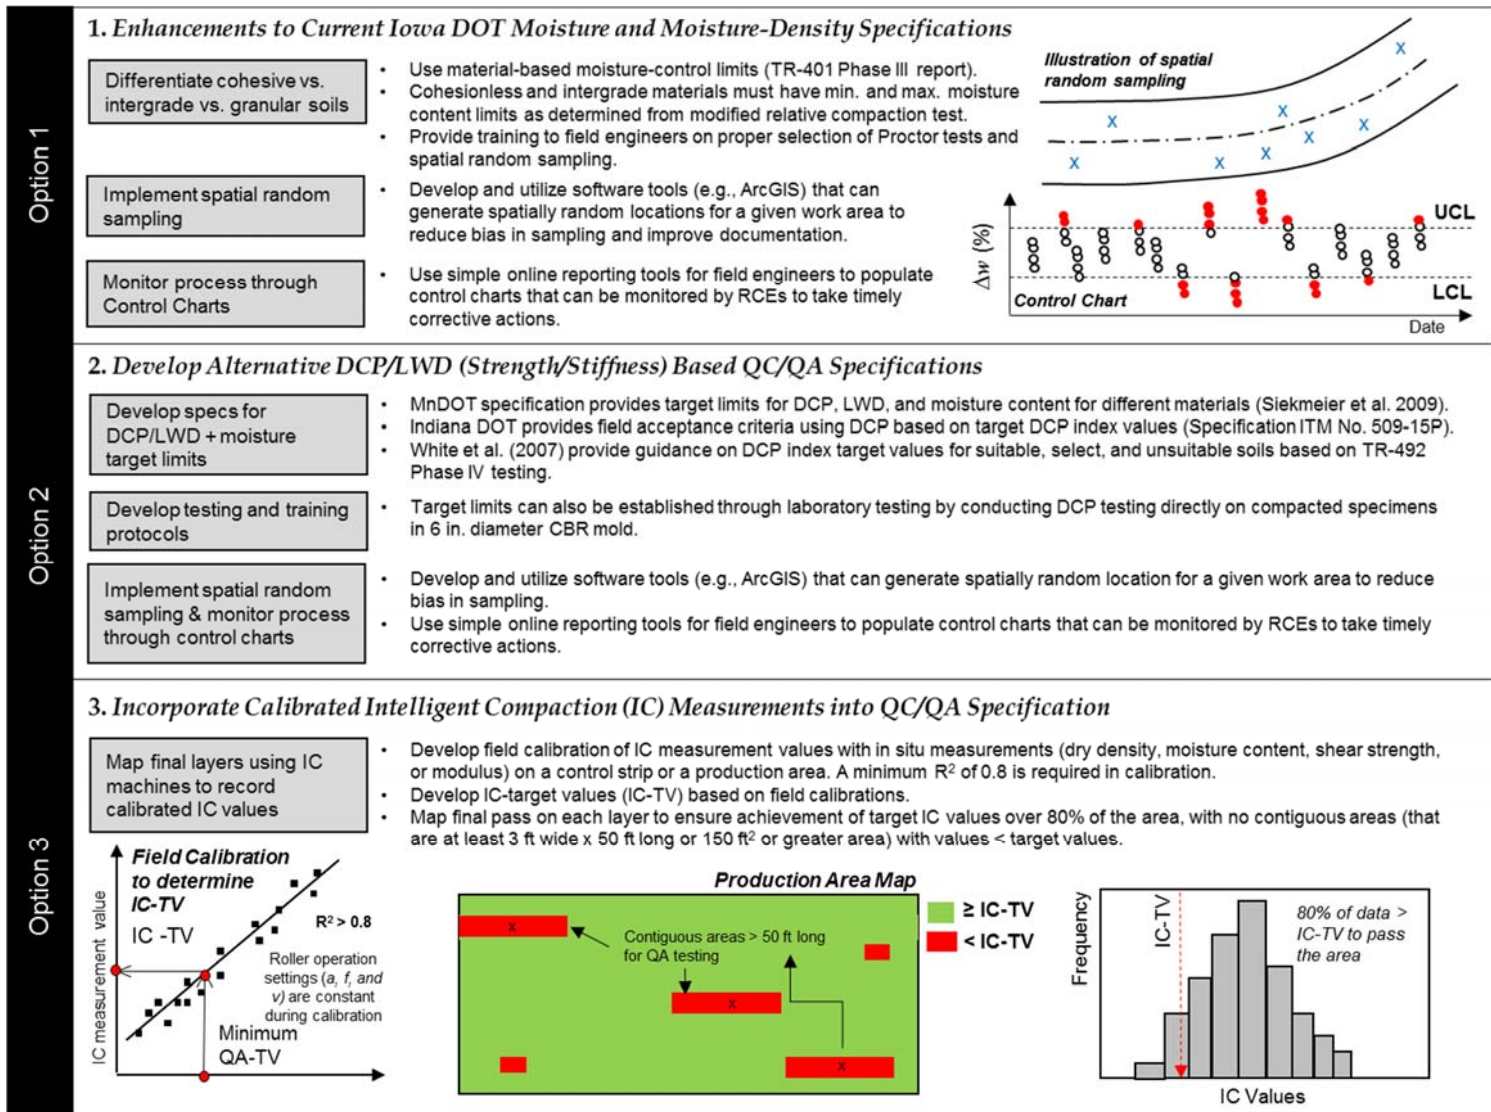 Option 1
1. Enhancements to Current Iowa DOT Moisture and Moisture-Density Specifications
Differentiate cohesive vs.
intergrade vs. granular soils
• Use material-based moisture-control limits (TR-401 Phase III report).
• Cohesionless and intergrade materials must have min. and max. moisture
content limits as determined from modified relative compaction test.
• Provide training to field engineers on proper selection of Proctor tests and
spatial random sampling.
Implement spatial random
sampling
• Develop and utilize software tools (e.g., ArcGIS) that can
generate spatially random locations for a given work area to
reduce bias in sampling and improve documentation.
Monitor process through
Control Charts
• Use simple online reporting tools for field engineers to populate
control charts that can be monitored by RCEs to take timely
corrective actions.
Illustration of spatial
random sampling
X
X
X
X
X
X
X
X
Δw (%)
UCL
LCL
Control Chart
Date
Option 2
2. Develop Alternative DCP/LWD (Strength/Stiffness) Based QC/QA Specifications
Develop specs for
DCP/LWD + moisture
target limits
• MnDOT specification provides target limits for DCP, LWD, and moisture content for different materials (Siekmeier et al. 2009).
• Indiana DOT provides field acceptance criteria using DCP based on target DCP index values (Specification ITM No. 509-15P).
• White et al. (2007) provide guidance on DCP index target values for suitable, select, and unsuitable soils based on TR-492
Phase IV testing.
Develop testing and training
protocols
• Target limits can also be established through laboratory testing by conducting DCP testing directly on compacted specimens
in 6 in. diameter CBR mold.
Implement spatial random
sampling & monitor process
through control charts
• Develop and utilize software tools (e.g., ArcGIS) that can generate spatially random location for a given work area to reduce
bias in sampling.
• Use simple online reporting tools for field engineers to populate control charts that can be monitored by RCEs to take timely
corrective actions.
Option 3
3. Incorporate Calibrated Intelligent Compaction (IC) Measurements into QC/QA Specification
Map final layers using IC
machines to record
calibrated IC values
• Develop field calibration of IC measurement values with in situ measurements (dry density, moisture content, shear strength,
or modulus) on a control strip or a production area. A minimum R² of 0.8 is required in calibration.
• Develop IC-target values (IC-TV) based on field calibrations.
• Map final pass on each layer to ensure achievement of target IC values over 80% of the area, with no contiguous areas (that
are at least 3 ft wide x 50 ft long or 150 ft² or greater area) with values < target values.
Field Calibration
to determine
IC-TV
IC -TV
R² > 0.8
Roller operation
settings (a, f, and
v) are constant
during calibration
Minimum
QA-TV
IC measurement value
Production Area Map
x
Contiguous areas > 50 ft long
for QA testing
x
x
≥ IC-TV
< IC-TV
Frequency
IC-TV
80% of data >
IC-TV to pass
the area
IC Values